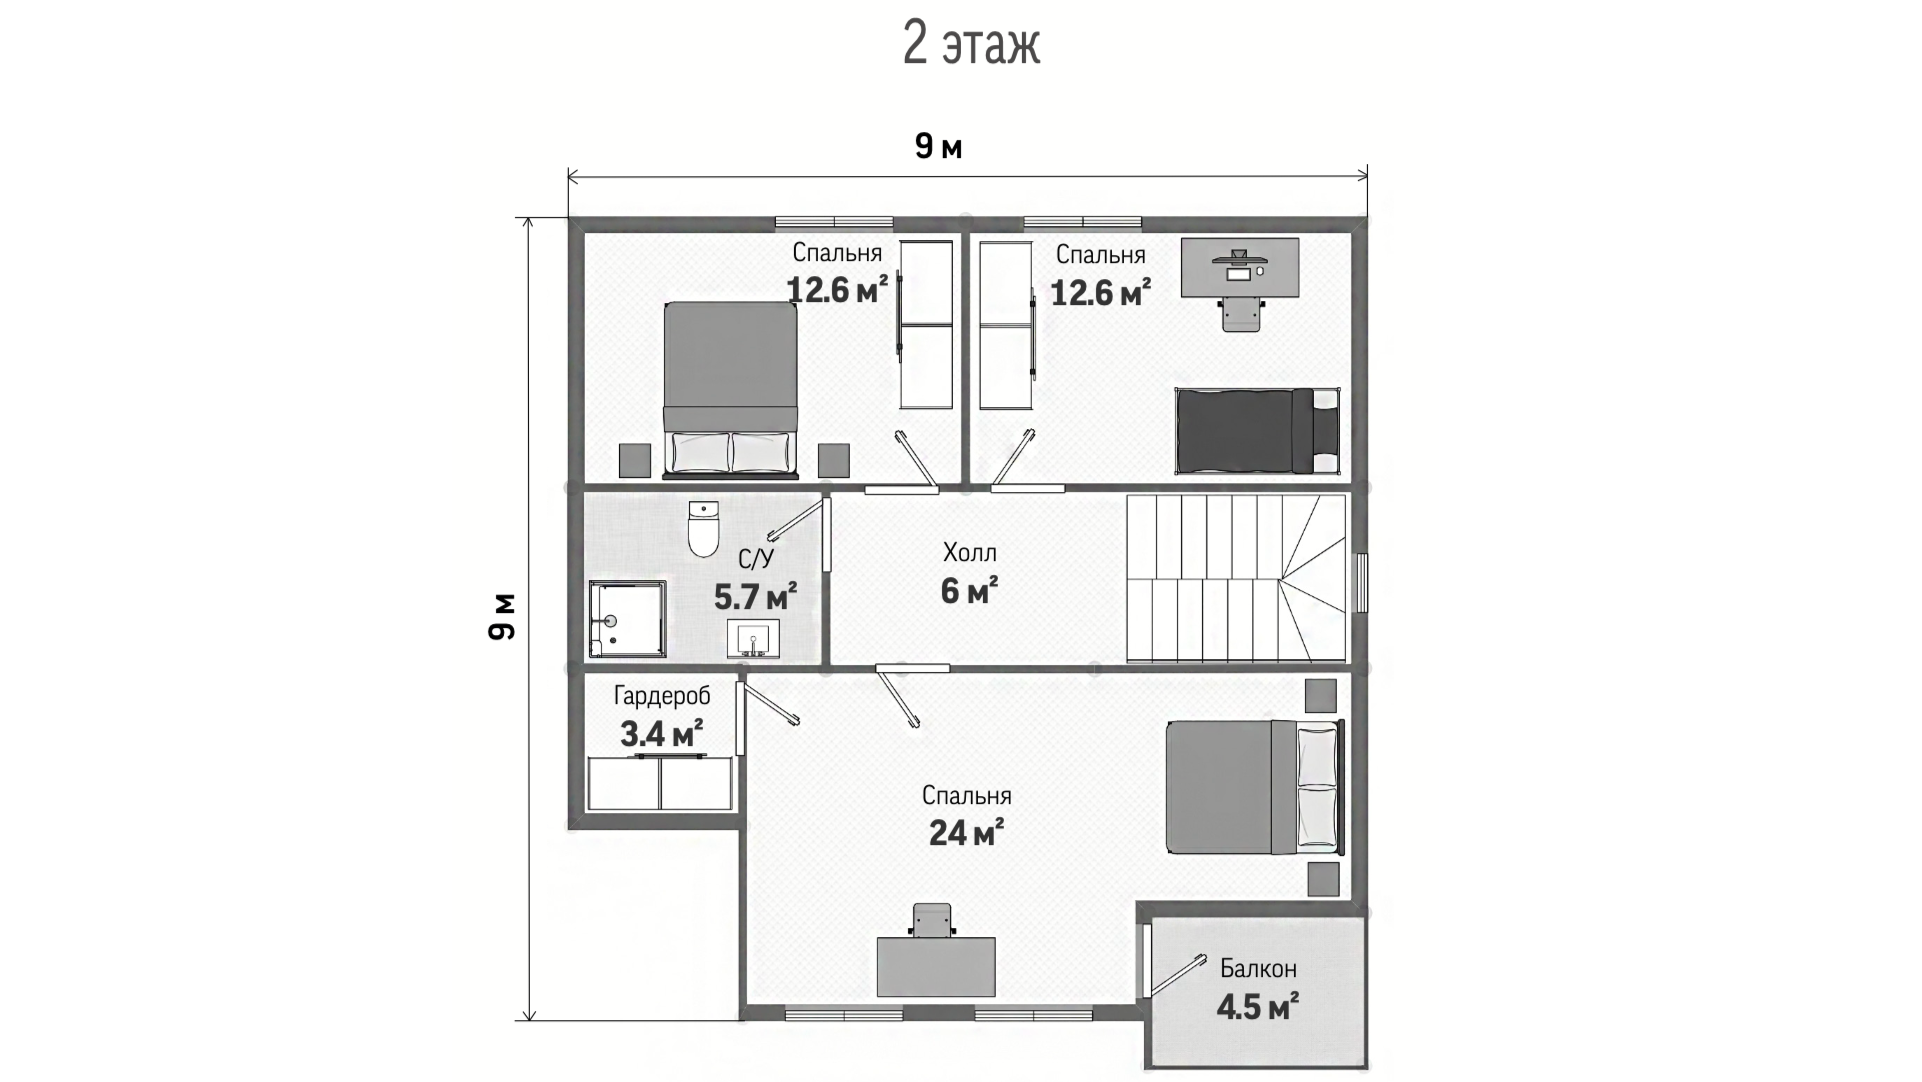 2 этаж
9 м
Спальня
12.6 м²
Спальня
12.6 м²
9 м
С/У
5.7 м²
Холл
6 м²
Гардероб
3.4 м²
Спальня
24 м²
Балкон
4.5 м²